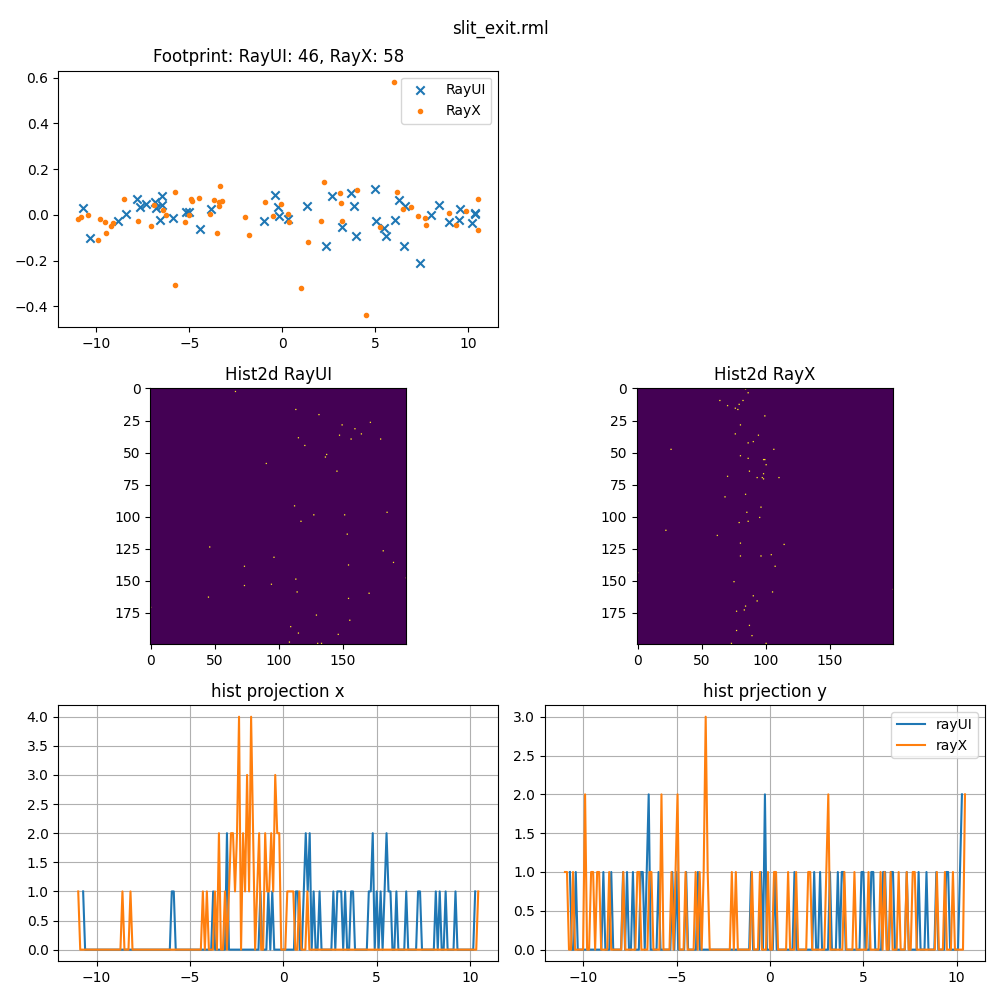 slit_exit.rml
Footprint: RayUI: 46, RayX: 58
RayUI
RayX
0.6
0.4
0.2
0.0
−0.2
−0.4
−10 −5 0 5 10
Hist2d RayUI
0
25
50
75
100
125
150
175
0 50 100 150
Hist2d RayX
0
25
50
75
100
125
150
175
0 50 100 150
hist projection x
4.0
3.5
3.0
2.5
2.0
1.5
1.0
0.5
0.0
−10 −5 0 5 10
hist prjection y
rayUI
rayX
3.0
2.5
2.0
1.5
1.0
0.5
0.0
−10 −5 0 5 10